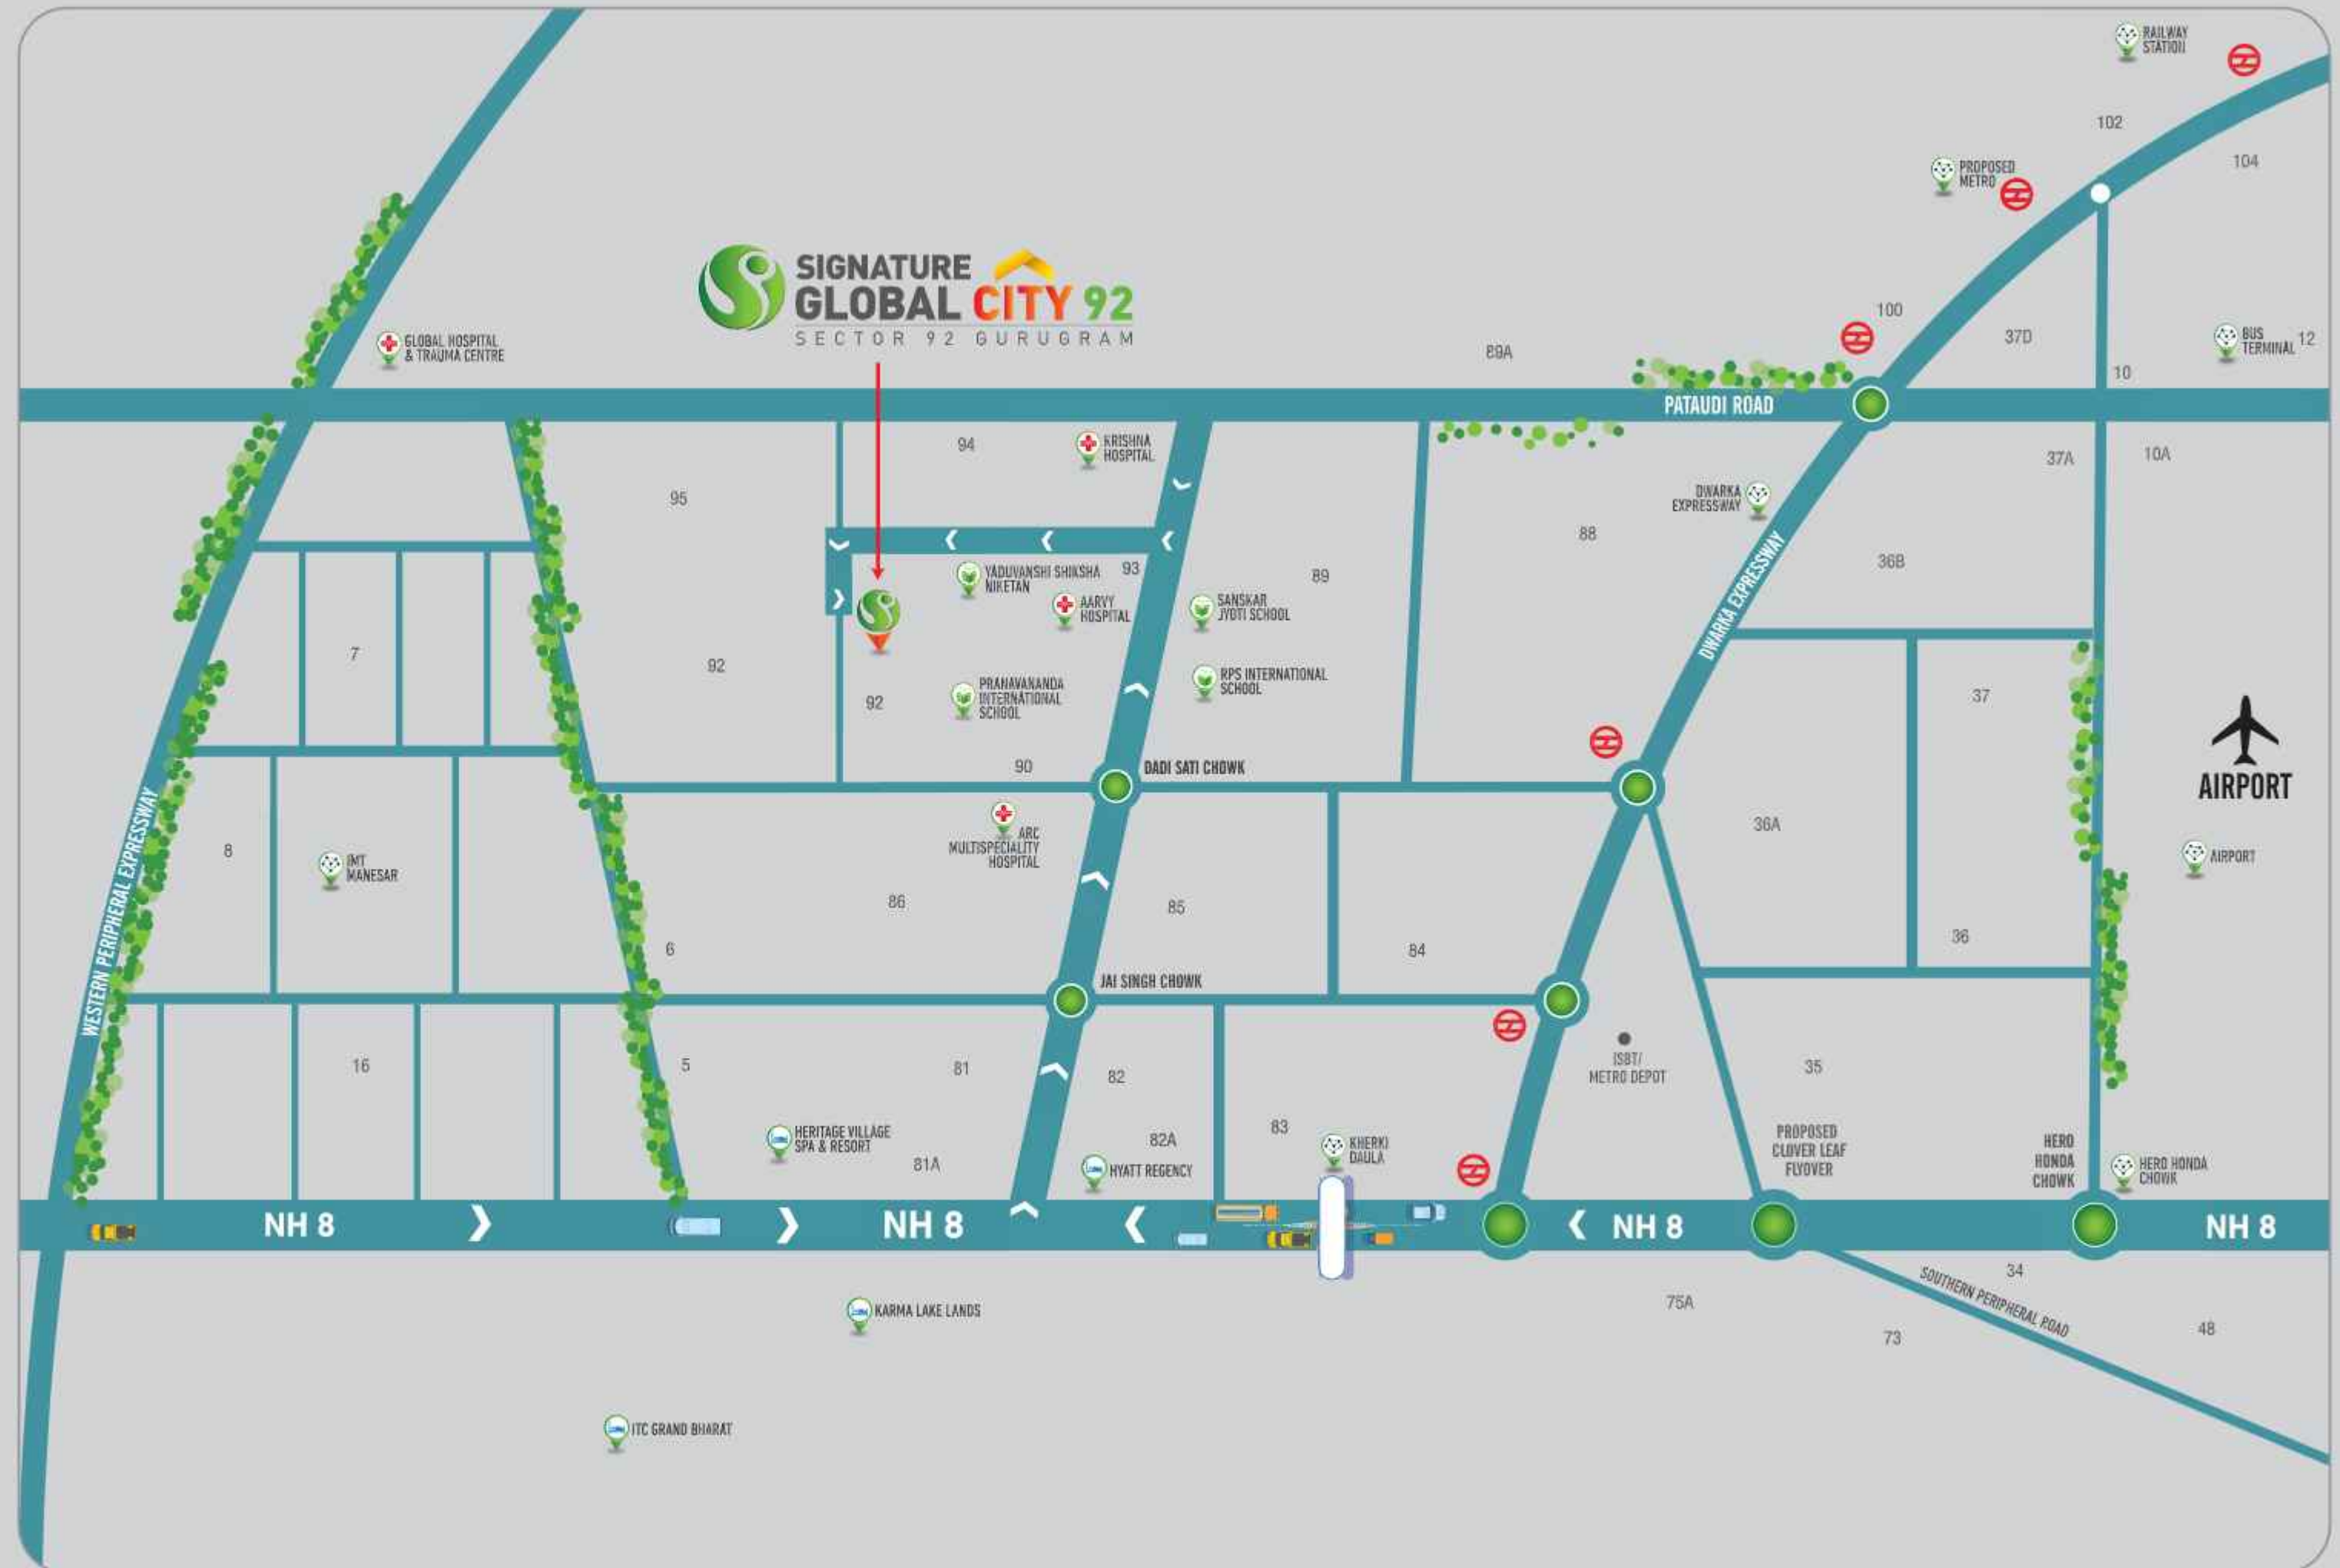 RAILWAY
STATION
102
104
PROPOSED
METRO
SIGNATURE
GLOBAL CITY 92
SECTOR 92 GURUGRAM
GLOBAL HOSPITAL
& TRAUMA CENTRE
89A
100
37D
BUS
TERMINAL
12
10
PATAUDI ROAD
94
KRISHNA
HOSPITAL
95
37A
10A
DWARKA
EXPRESSWAY
88
DWARKA EXPRESSWAY
36B
YADUVANSHI SHIKSHA
NIKETAN
93
89
AARVY
HOSPITAL
SANSKAR
JYOTI SCHOOL
7
92
92
PRANAVANANDA
INTERNATIONAL
SCHOOL
RPS INTERNATIONAL
SCHOOL
37
90
DADI SATI CHOWK
AIRPORT
WESTERN PERIPHERAL EXPRESSWAY
8
IMT
MANESAR
ARC
MULTISPECIALITY
HOSPITAL
36A
AIRPORT
86
85
6
84
36
JAI SINGH CHOWK
16
5
81
82
ISBT/
METRO DEPOT
35
HERITAGE VILLAGE
SPA & RESORT
81A
82A
HYATT REGENCY
83
KHERKI
DAULA
PROPOSED
CLOVER LEAF
FLYOVER
HERO
HONDA
CHOWK
HERO HONDA
CHOWK
NH 8
NH 8
NH 8
NH 8
34
SOUTHERN PERIPHERAL ROAD
75A
73
48
KARMA LAKE LANDS
ITC GRAND BHARAT